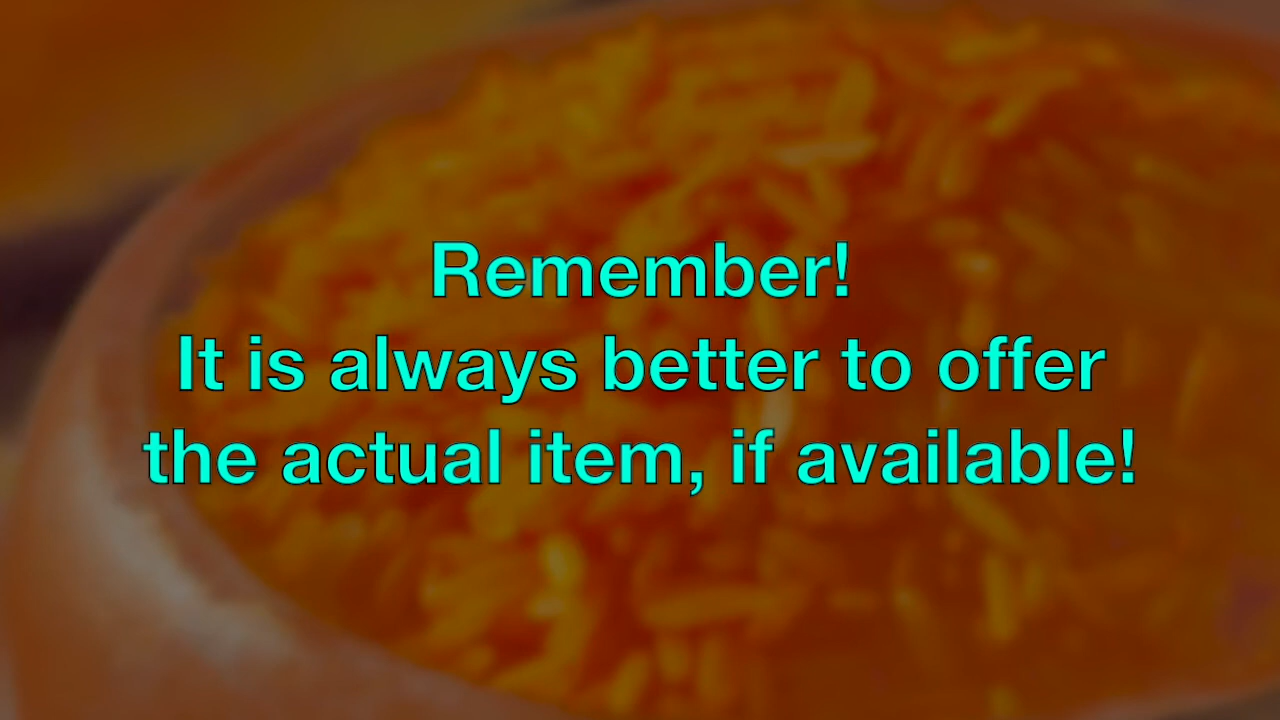 Remember!
It is always better to offer
the actual item, if available!